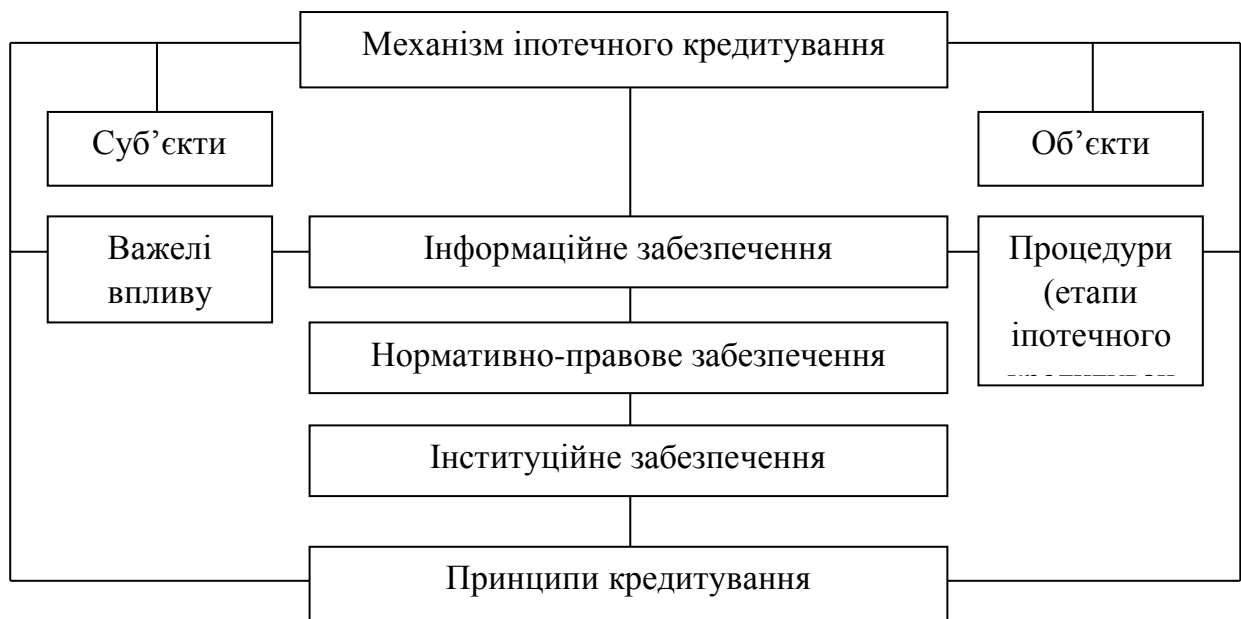 Механізм іпотечного кредитування
Суб’єкти
Об’єкти
Важелі
впливу
Інформаційне забезпечення
Процедури
(етапи
іпотечного
Нормативно-правове забезпечення
Інституційне забезпечення
Принципи кредитування